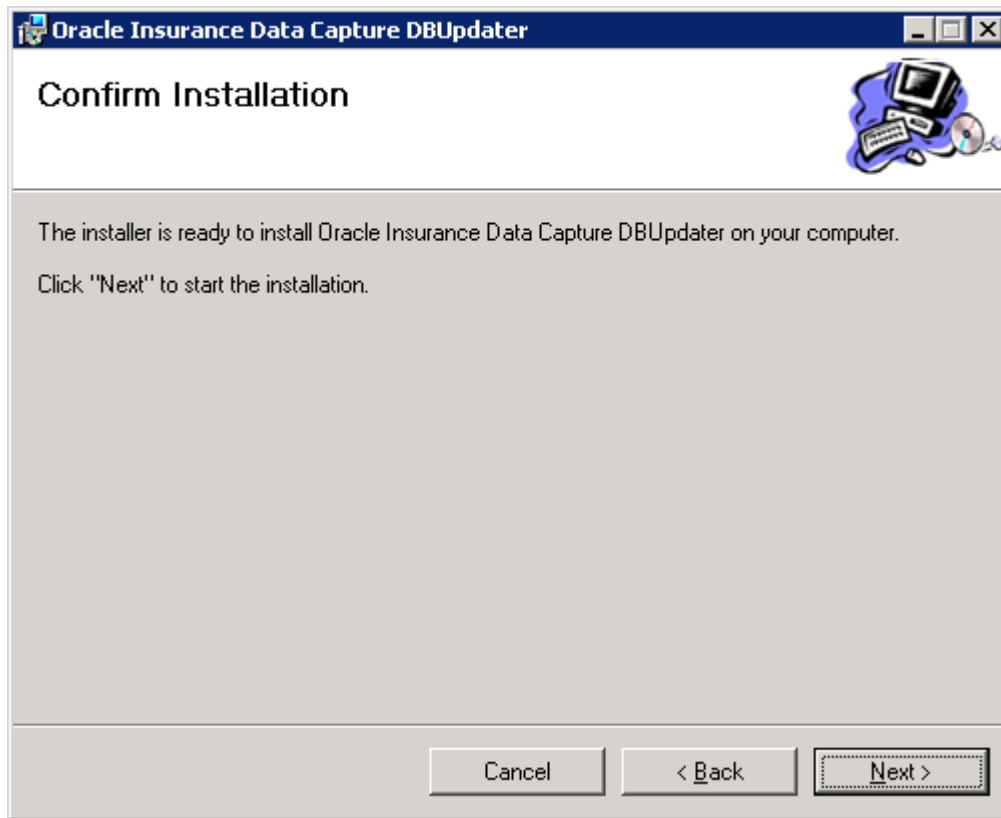 Oracle Insurance Data Capture DBUpdater
Confirm Installation
The installer is ready to install Oracle Insurance Data Capture DBUpdater on your computer.
Click "Next" to start the installation.
Cancel
< Back
Next >